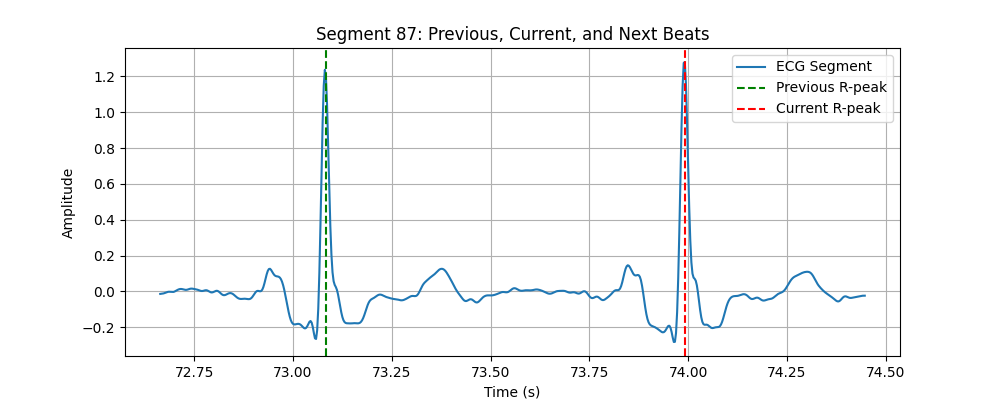 Segment 87: Previous, Current, and Next Beats
ECG Segment
Previous R-peak
Current R-peak
Amplitude
1.2
1.0
0.8
0.6
0.4
0.2
0.0
−0.2
72.75 73.00 73.25 73.50 73.75 74.00 74.25 74.50
Time (s)